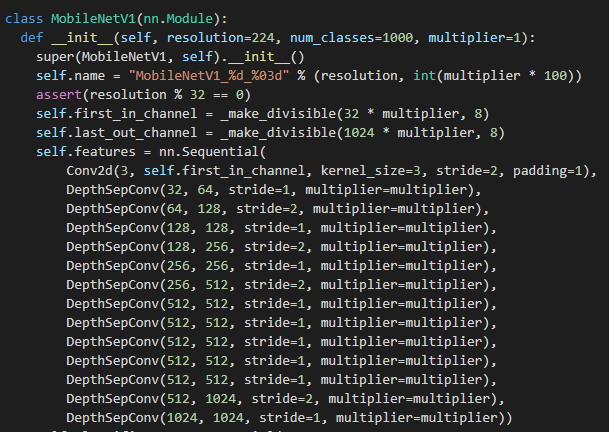 class MobileNetV1(nn.Module):
  def __init__(self, resolution=224, num_classes=1000, multiplier=1):
    super(MobileNetV1, self).__init__()
    self.name = "MobileNetV1_%d_%03d" % (resolution, int(multiplier * 100))
    assert(resolution % 32 == 0)
    self.first_in_channel = _make_divisible(32 * multiplier, 8)
    self.last_out_channel = _make_divisible(1024 * multiplier, 8)
    self.features = nn.Sequential(
        Conv2d(3, self.first_in_channel, kernel_size=3, stride=2, padding=1),
        DepthSepConv(32, 64, stride=1, multiplier=multiplier),
        DepthSepConv(64, 128, stride=2, multiplier=multiplier),
        DepthSepConv(128, 128, stride=1, multiplier=multiplier),
        DepthSepConv(128, 256, stride=2, multiplier=multiplier),
        DepthSepConv(256, 256, stride=1, multiplier=multiplier),
        DepthSepConv(256, 512, stride=2, multiplier=multiplier),
        DepthSepConv(512, 512, stride=1, multiplier=multiplier),
        DepthSepConv(512, 512, stride=1, multiplier=multiplier),
        DepthSepConv(512, 512, stride=1, multiplier=multiplier),
        DepthSepConv(512, 512, stride=1, multiplier=multiplier),
        DepthSepConv(512, 512, stride=1, multiplier=multiplier),
        DepthSepConv(512, 1024, stride=2, multiplier=multiplier),
        DepthSepConv(1024, 1024, stride=1, multiplier=multiplier))